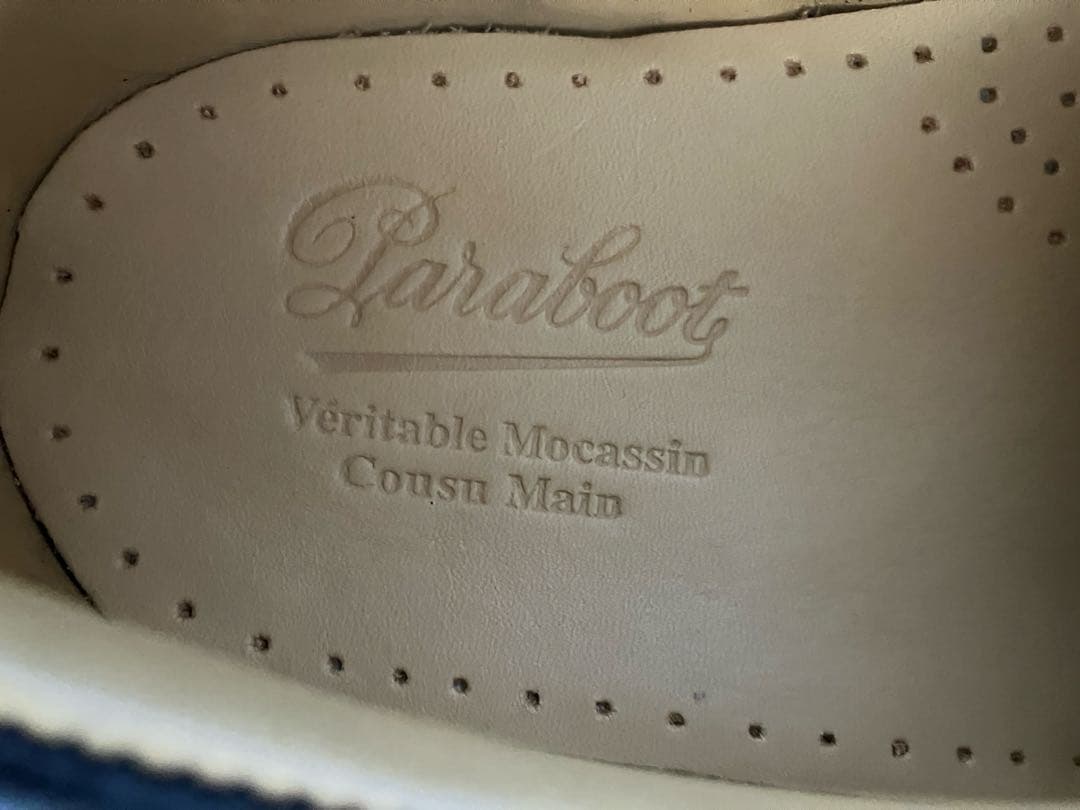 Paraboot
Véritable Mocassin
Cousu Main